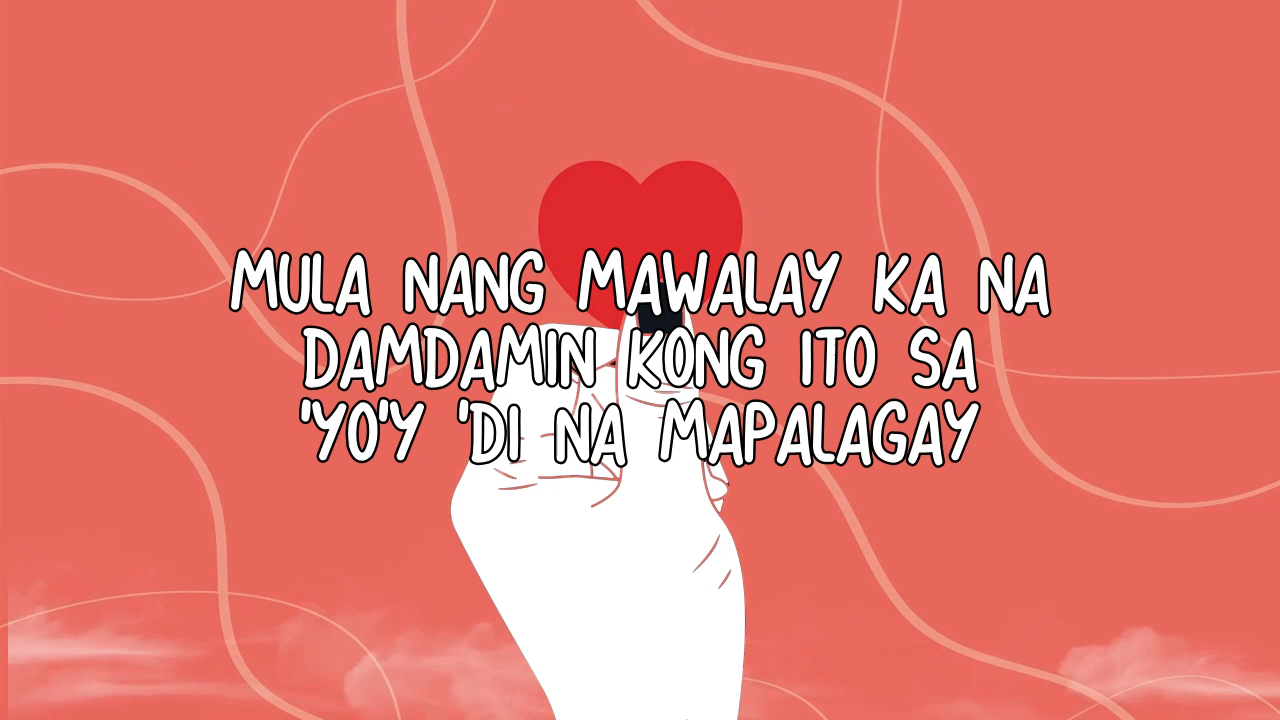 MULA NANG MAWALAY KA NA
DAMDAMIN KONG ITO SA
'YO'Y 'DI NA MAPALAGAY